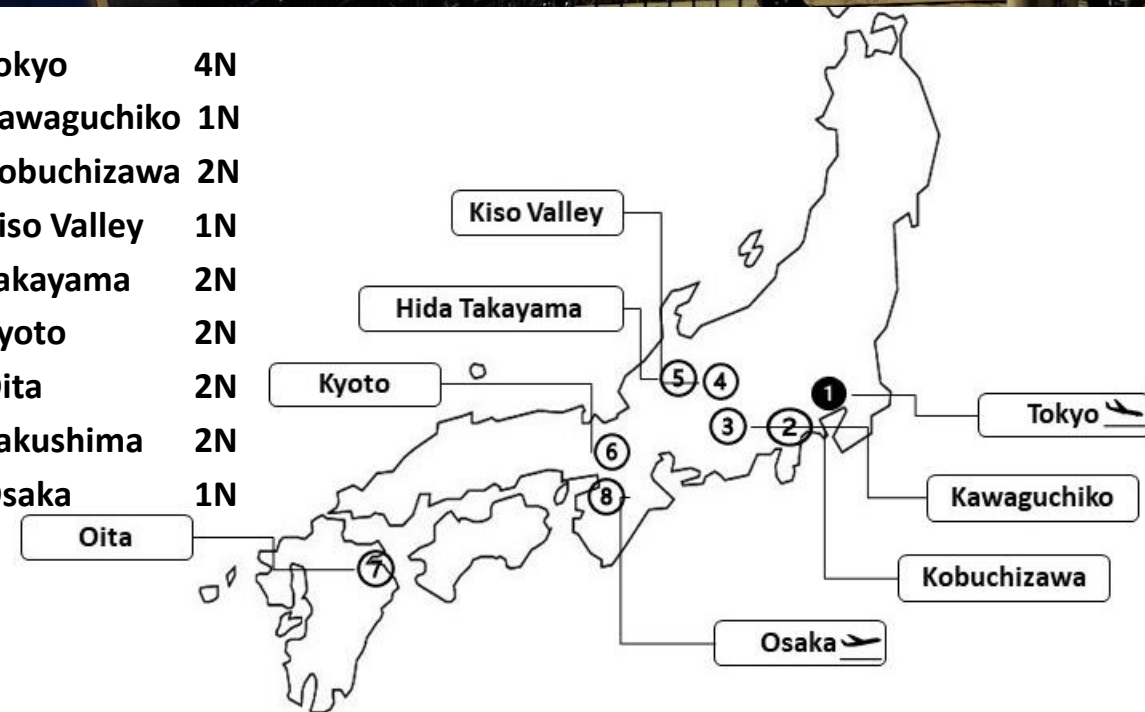 okyo 4N
awaguchiko 1N
obuchizawa 2N
iso Valley 1N
akayama 2N
yoto 2N
ita 2N
akushima 2N
saka 1N
Kiso Valley
Hida Takayama
Kyoto
5
4
1
Tokyo
3
2
6
8
Kawaguchiko
Oita
7
Kobuchizawa
Osaka